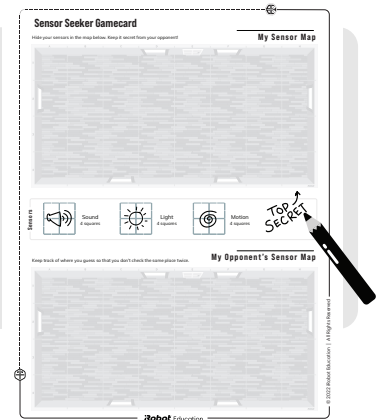 Sensor Seeker Gamecard
Hide your sensors in the map below. Keep it secret from your opponent!
My Sensor Map
Sensors
Sound
4 squares
Light
4 squares
Motion
4 squares
TOP
SECRET
Keep track of where you guess so that you don't check the same place twice.
My Opponent's Sensor Map
© 2022 iRobot Education | All Rights Reserved
iRobot Education